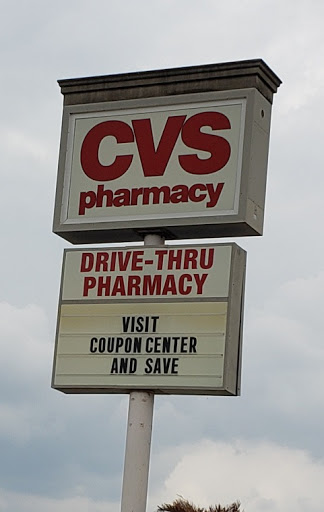 CVS
pharmacy
DRIVE-THRU
PHARMACY
VISIT
COUPON CENTER
AND SAVE